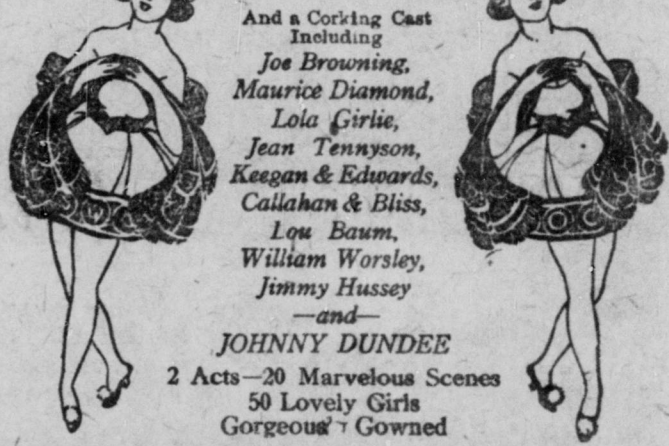 And a Corking Cast
Including
Joe Browning,
Maurice Diamond,
Lola Girlie,
Jean Tennyson,
Keegan & Edwards,
Callahan & Bliss,
Lou Baum,
William Worsley,
Jimmy Hussey
—and—
JOHNNY DUNDEE
2 Acts—20 Marvelous Scenes
50 Lovely Girls
Gorgeously Gowned